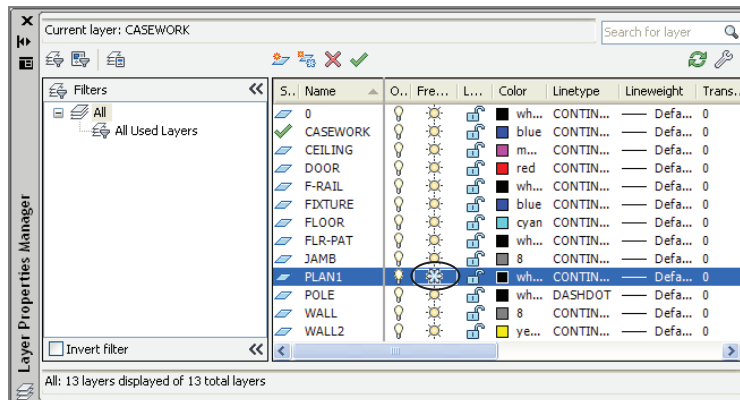 Current layer: CASEWORK
Search for layer
Filters
All
All Used Layers
Invert filter
S.. Name O.. Fre... L... Color Linetype Lineweight Trans..
0 wh... CONTIN... Defa... 0
CASEWORK blue CONTIN... Defa... 0
CEILING m... CONTIN... Defa... 0
DOOR red CONTIN... Defa... 0
F-RAIL wh... CONTIN... Defa... 0
FIXTURE blue CONTIN... Defa... 0
FLOOR cyan CONTIN... Defa... 0
FLR-PAT wh... CONTIN... Defa... 0
JAMB 8 CONTIN... Defa... 0
PLAN1 wh... CONTIN... Defa... 0
POLE wh... DASHDOT Defa... 0
WALL 8 CONTIN... Defa... 0
WALL2 ye... CONTIN... Defa... 0
All: 13 layers displayed of 13 total layers
Layer Properties Manager